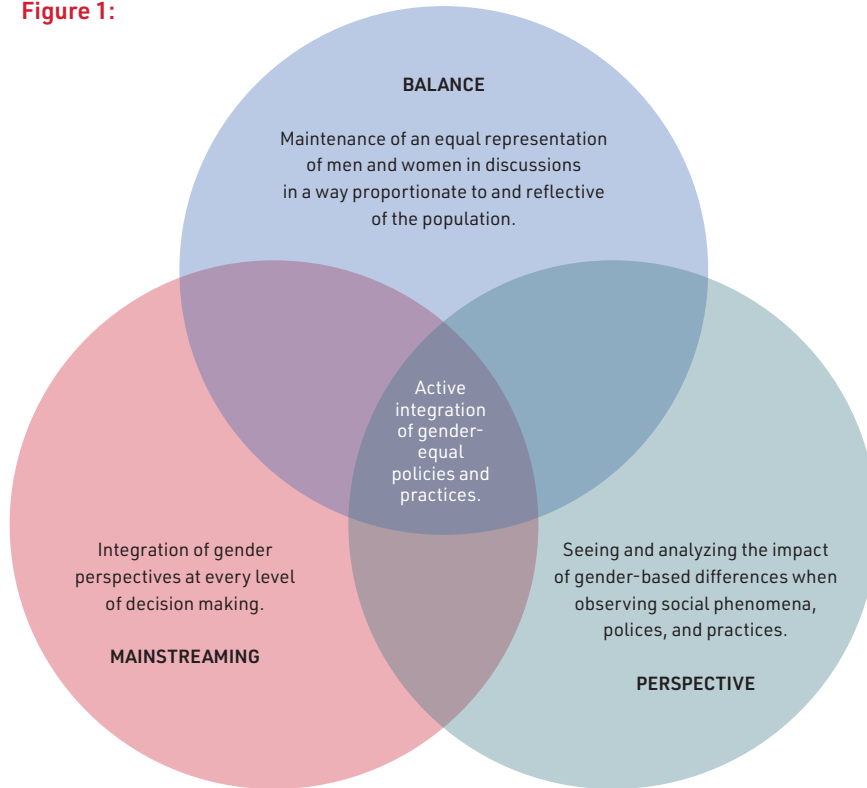 Figure 1:
BALANCE
Maintenance of an equal representation
of men and women in discussions
in a way proportionate to and reflective
of the population.
Active
integration
of gender-
equal
policies and
practices.
Integration of gender
perspectives at every level
of decision making.
MAINSTREAMING
Seeing and analyzing the impact
of gender-based differences when
observing social phenomena,
polices, and practices.
PERSPECTIVE